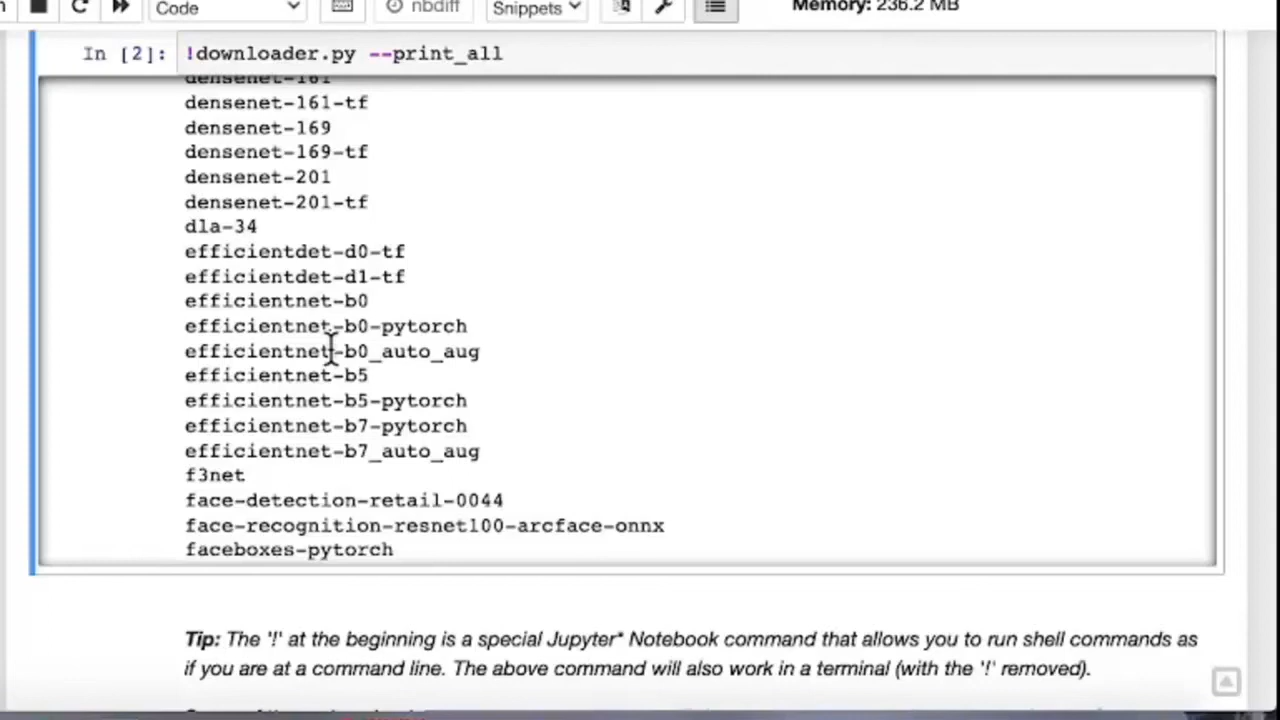 Code
nbdiff
Snippets
Memory: 236.2 MB
In [2]: !downloader.py --print_all
densenet-161
densenet-161-tf
densenet-169
densenet-169-tf
densenet-201
densenet-201-tf
dla-34
efficientdet-d0-tf
efficientdet-d1-tf
efficientnet-b0
efficientnet-b0-pytorch
efficientnet-b0_auto_aug
efficientnet-b5
efficientnet-b5-pytorch
efficientnet-b7-pytorch
efficientnet-b7_auto_aug
f3net
face-detection-retail-0044
face-recognition-resnet100-arcface-onnx
faceboxes-pytorch
Tip: The '!' at the beginning is a special Jupyter* Notebook command that allows you to run shell commands as
if you are at a command line. The above command will also work in a terminal (with the '!' removed).